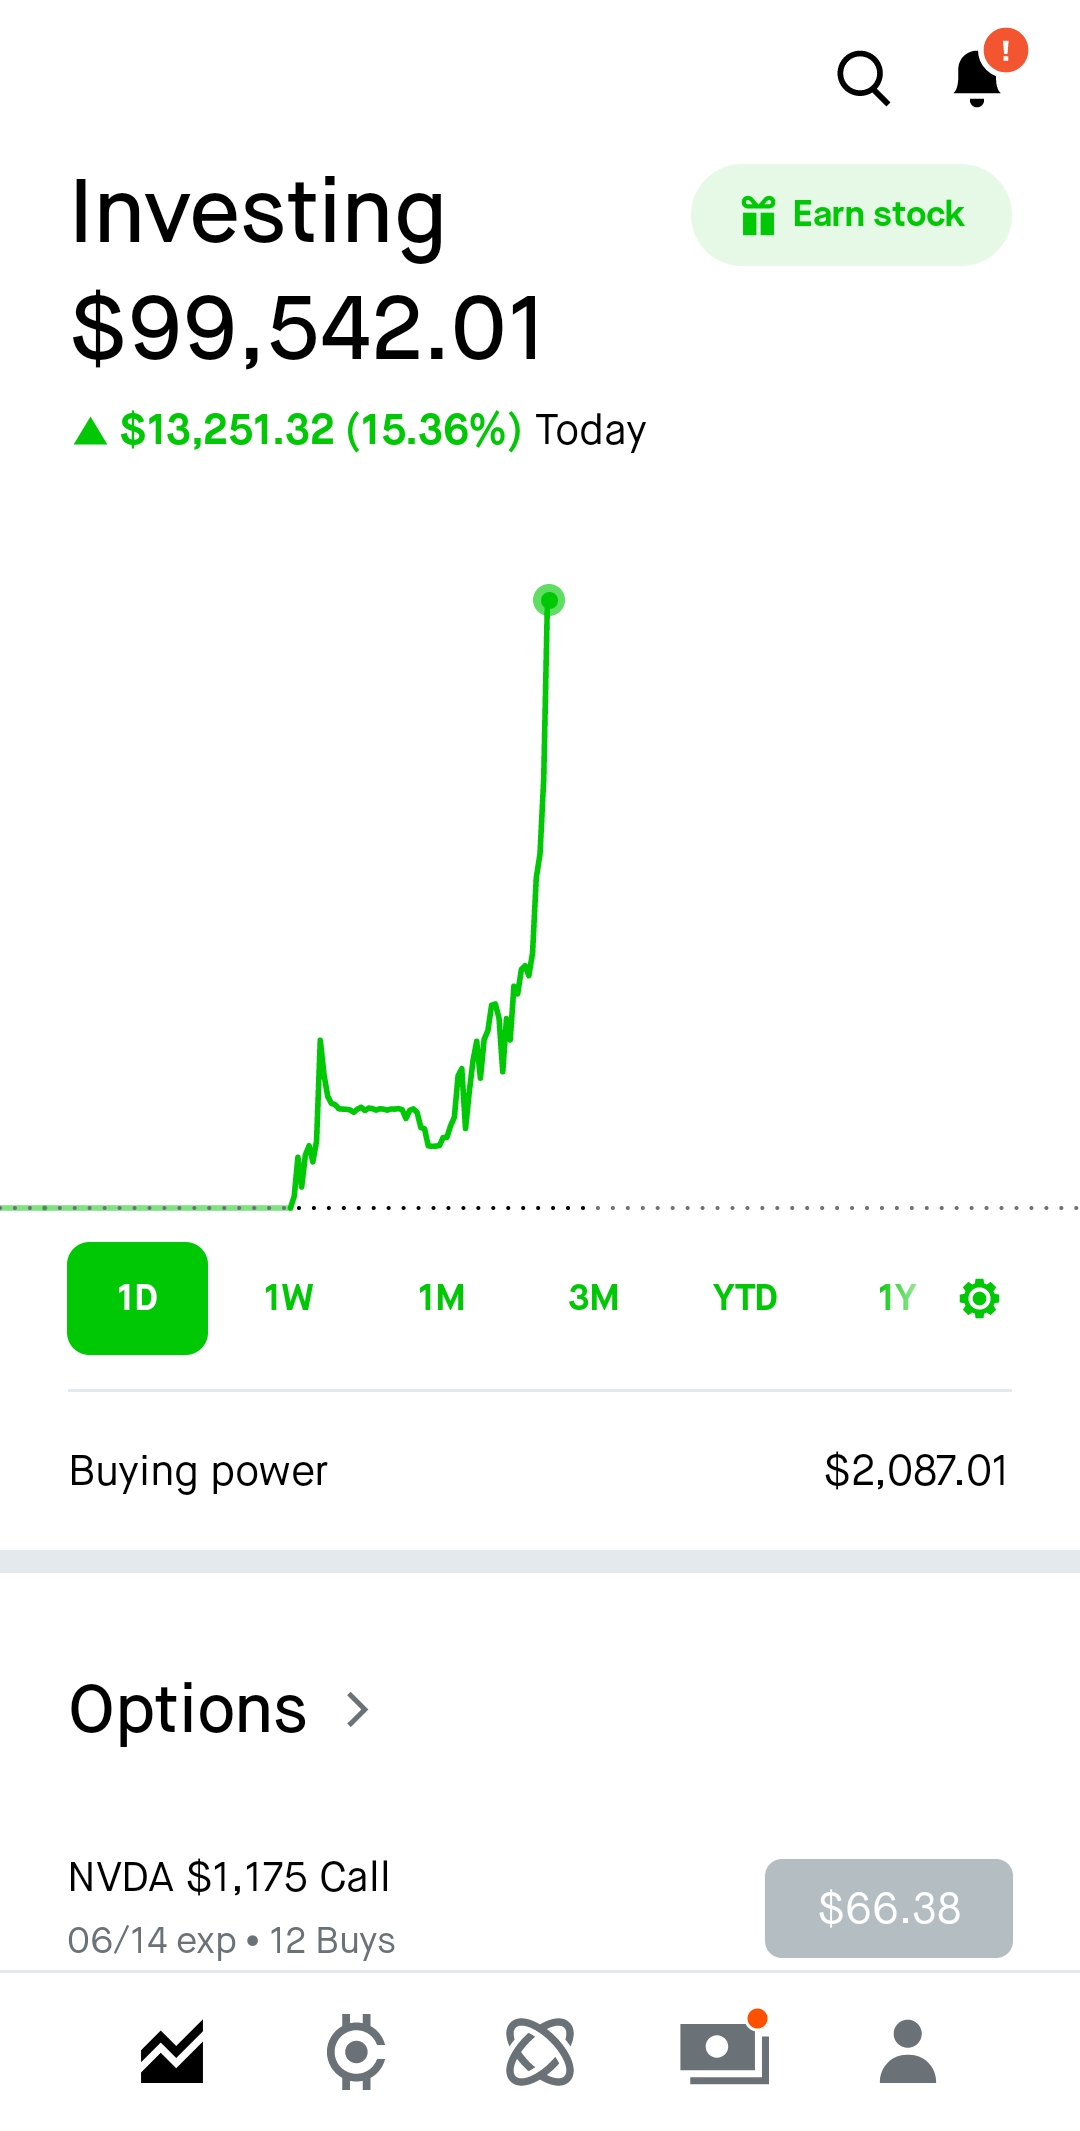 !
Investing
Earn stock
$99,542.01
▲ $13,251.32 (15.36%) Today
1D 1W 1M 3M YTD 1Y
Buying power $2,087.01
Options
NVDA $1,175 Call
$66.38
06/14 exp • 12 Buys